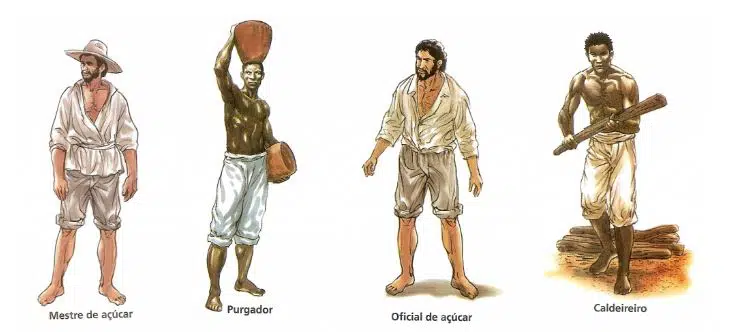 Mestre de açúcar
Purgador
Oficial de açúcar
Caldeireiro